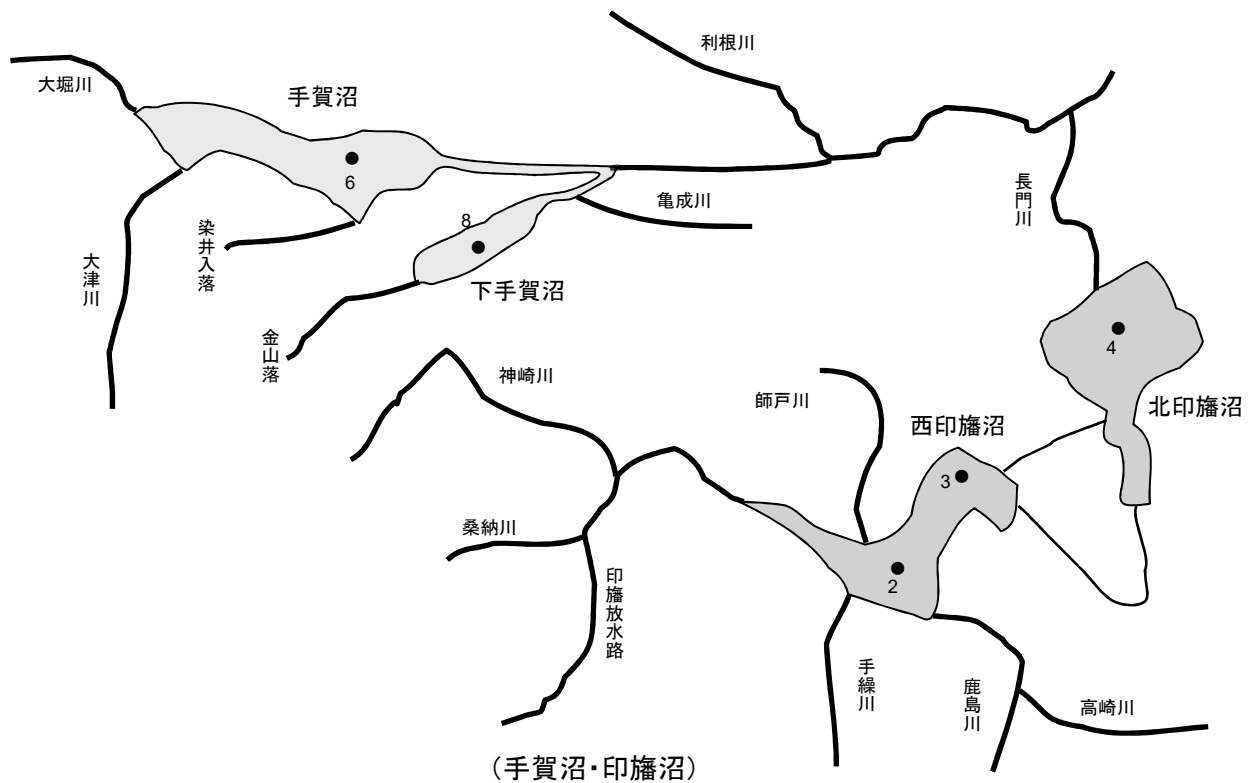 利根川
大堀川
手賀沼
6
長門川
亀成川
8
染井入落
大津川
下手賀沼
金山落
4
神崎川
師戸川
北印旛沼
西印旛沼
3
桑納川
2
印旛放水路
手繰川
鹿島川
高崎川
(手賀沼・印旛沼)